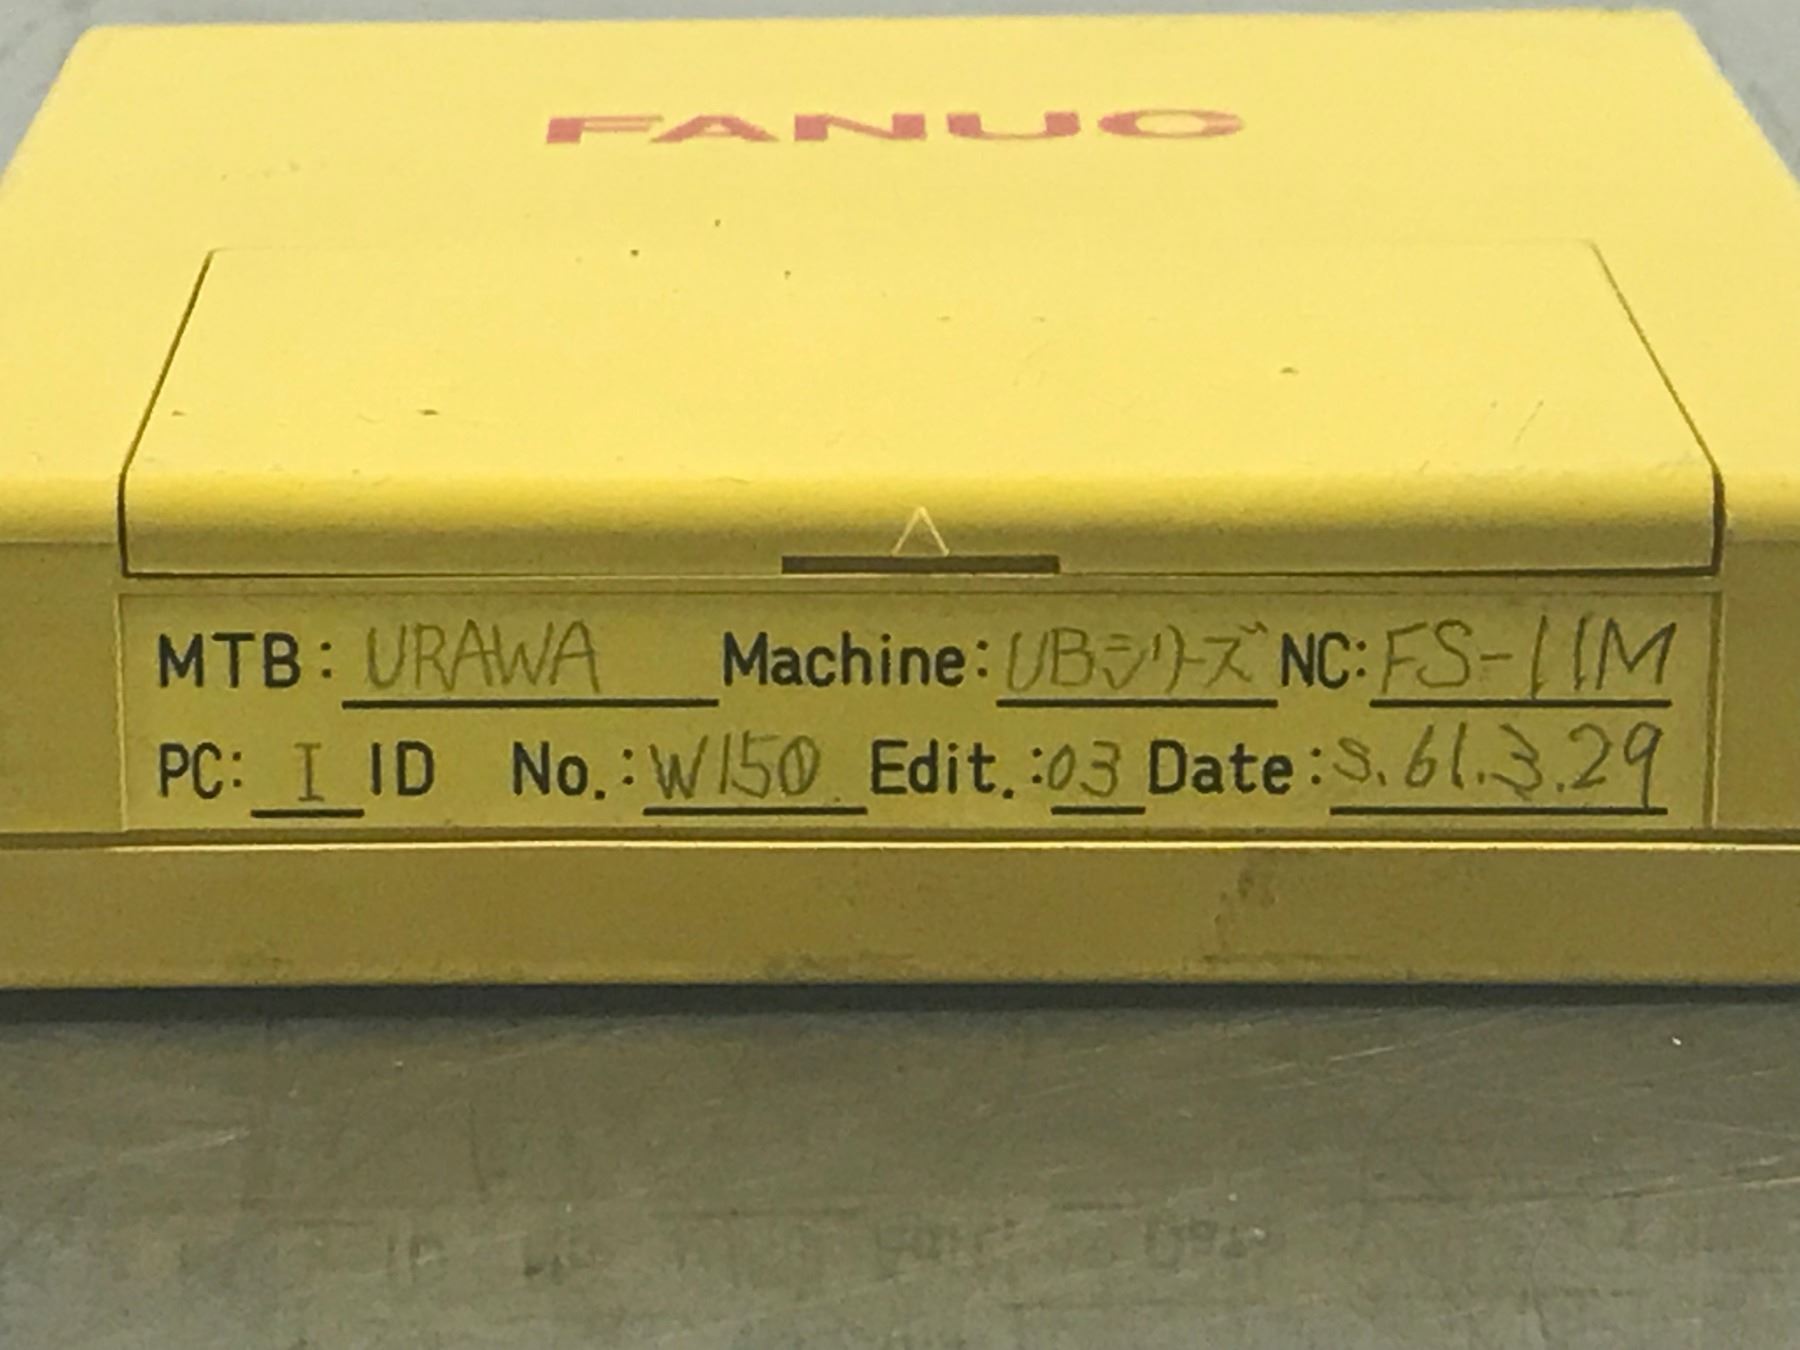 FANUC
MTB: URAWA Machine: UBシリーズ NC: FS-11M
PC: I ID No.: W150 Edit.: 03 Date: S.61.3.29